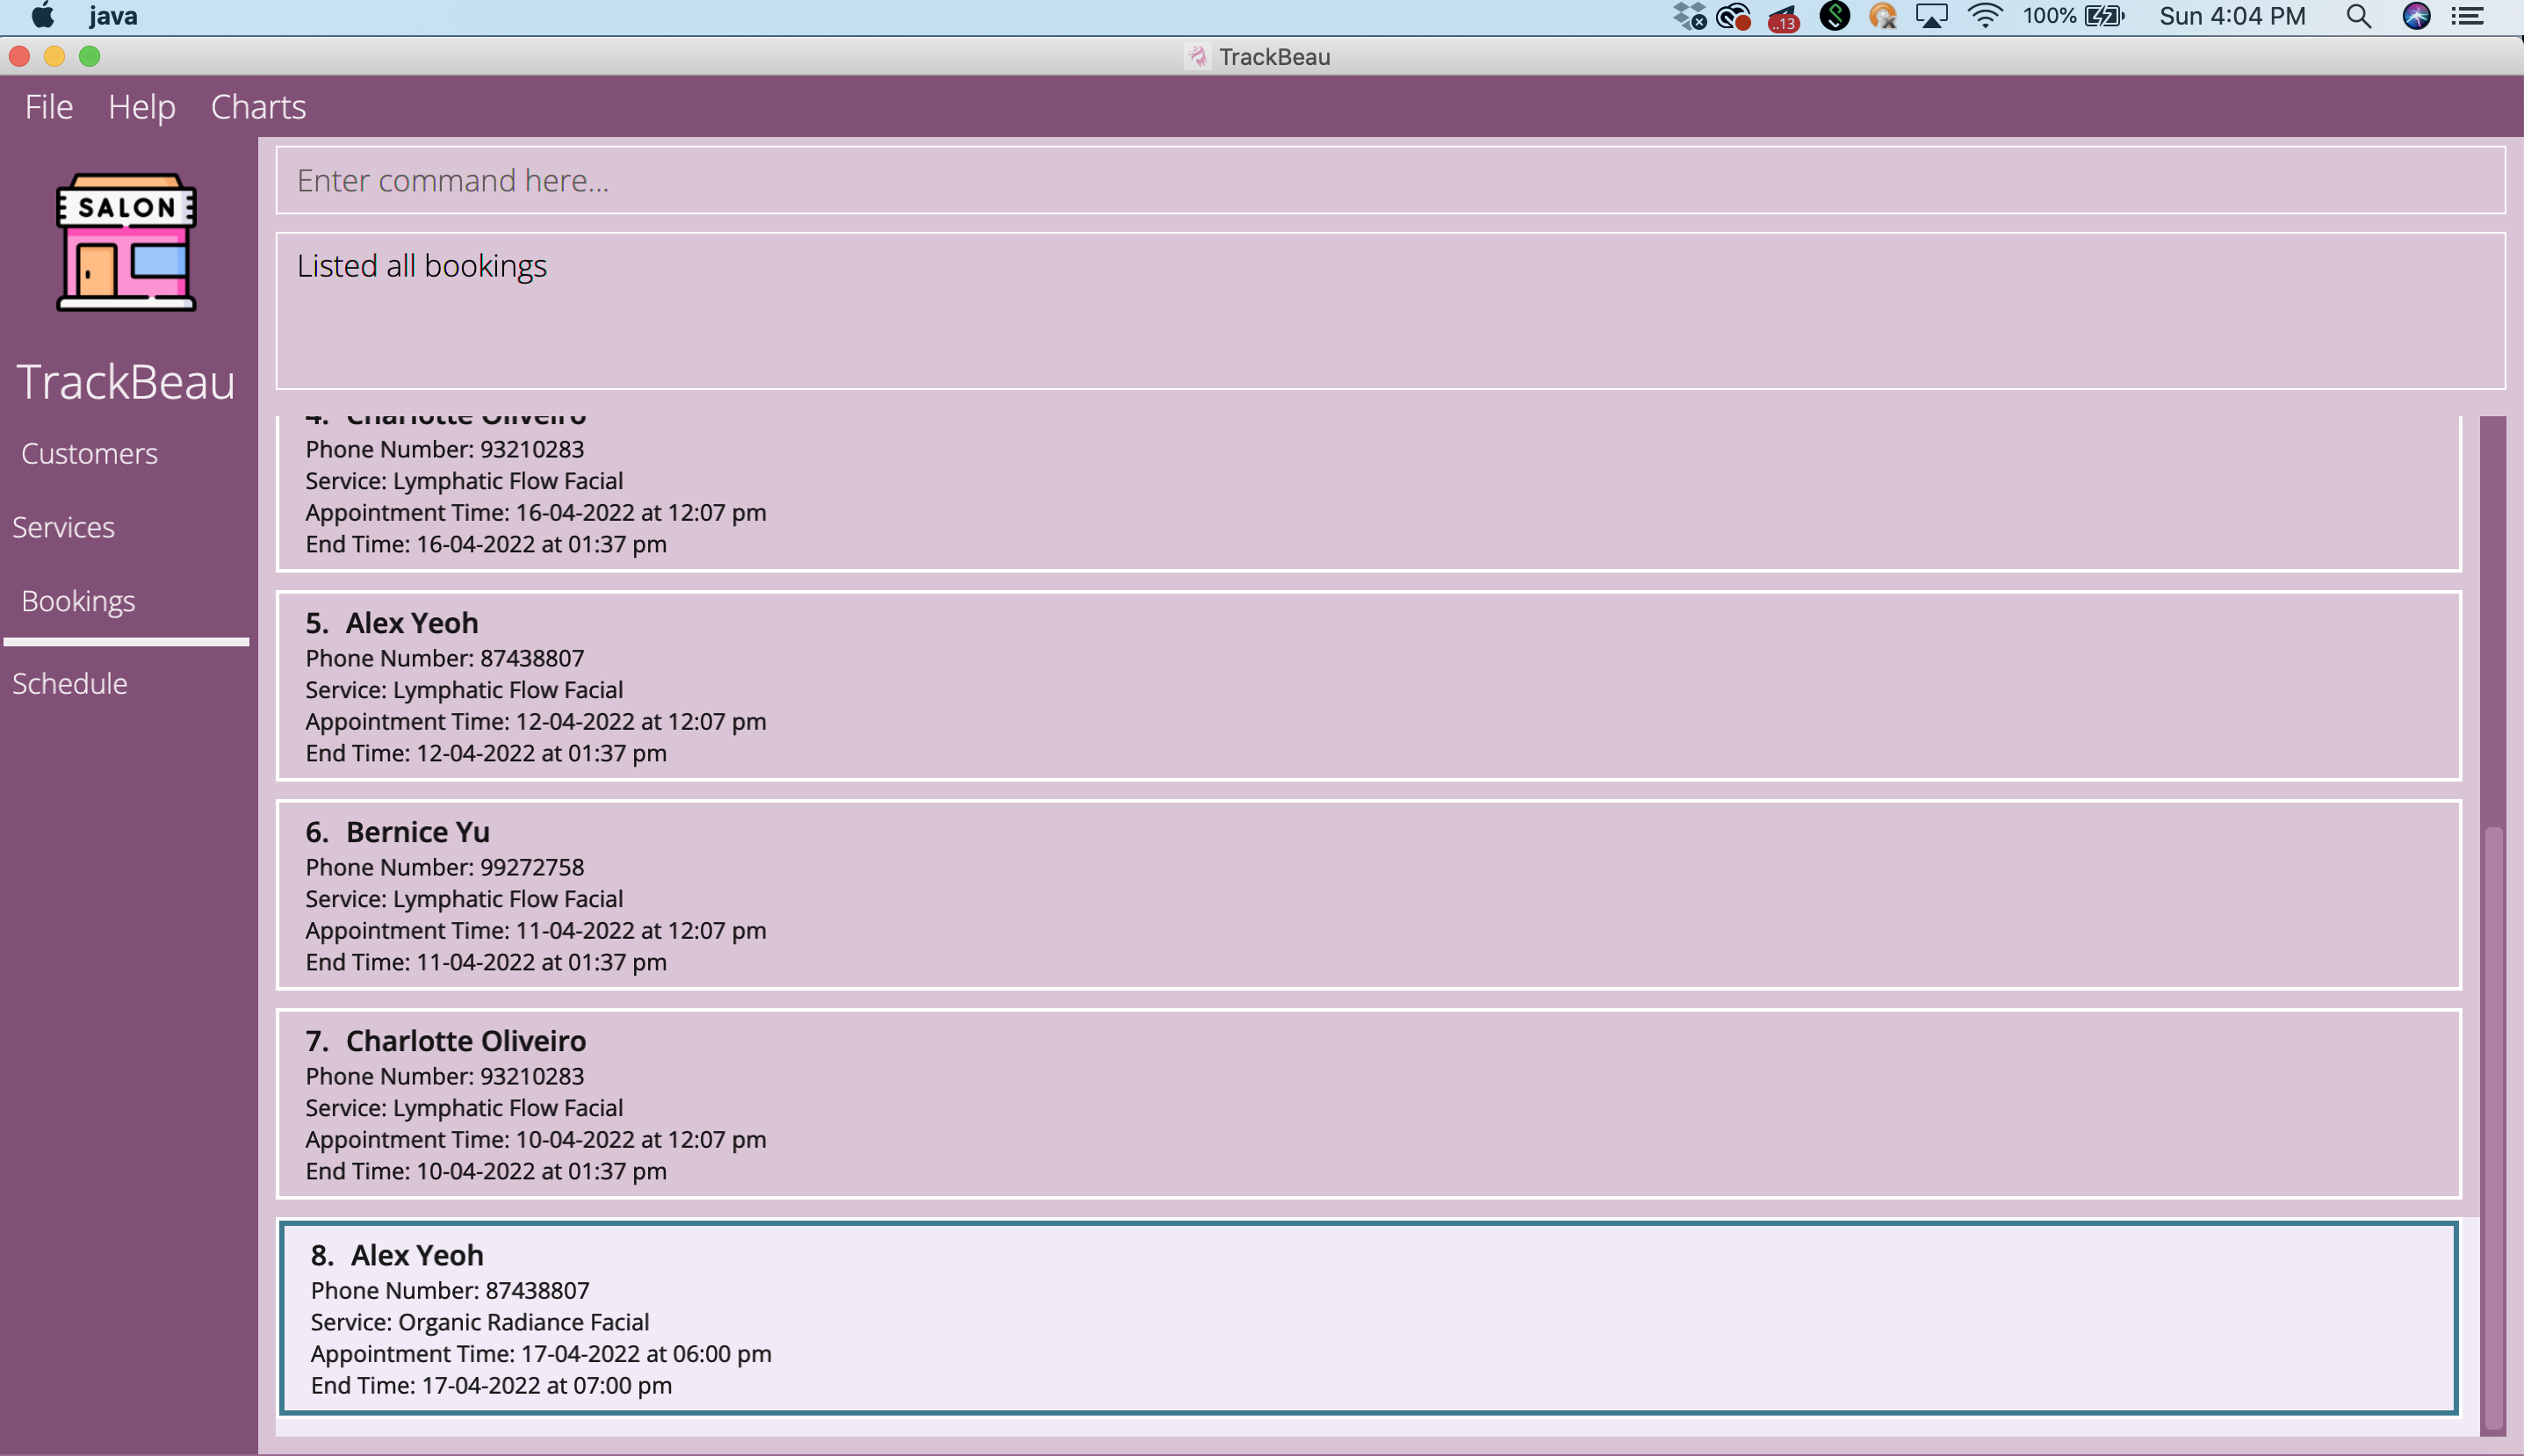 java
..13
100%
Sun 4:04 PM
TrackBeau
File Help Charts
SALON
TrackBeau
Customers
Services
Bookings
Schedule
Enter command here...
Listed all bookings
4. Charlotte Oliveiro
Phone Number: 93210283
Service: Lymphatic Flow Facial
Appointment Time: 16-04-2022 at 12:07 pm
End Time: 16-04-2022 at 01:37 pm
5. Alex Yeoh
Phone Number: 87438807
Service: Lymphatic Flow Facial
Appointment Time: 12-04-2022 at 12:07 pm
End Time: 12-04-2022 at 01:37 pm
6. Bernice Yu
Phone Number: 99272758
Service: Lymphatic Flow Facial
Appointment Time: 11-04-2022 at 12:07 pm
End Time: 11-04-2022 at 01:37 pm
7. Charlotte Oliveiro
Phone Number: 93210283
Service: Lymphatic Flow Facial
Appointment Time: 10-04-2022 at 12:07 pm
End Time: 10-04-2022 at 01:37 pm
8. Alex Yeoh
Phone Number: 87438807
Service: Organic Radiance Facial
Appointment Time: 17-04-2022 at 06:00 pm
End Time: 17-04-2022 at 07:00 pm